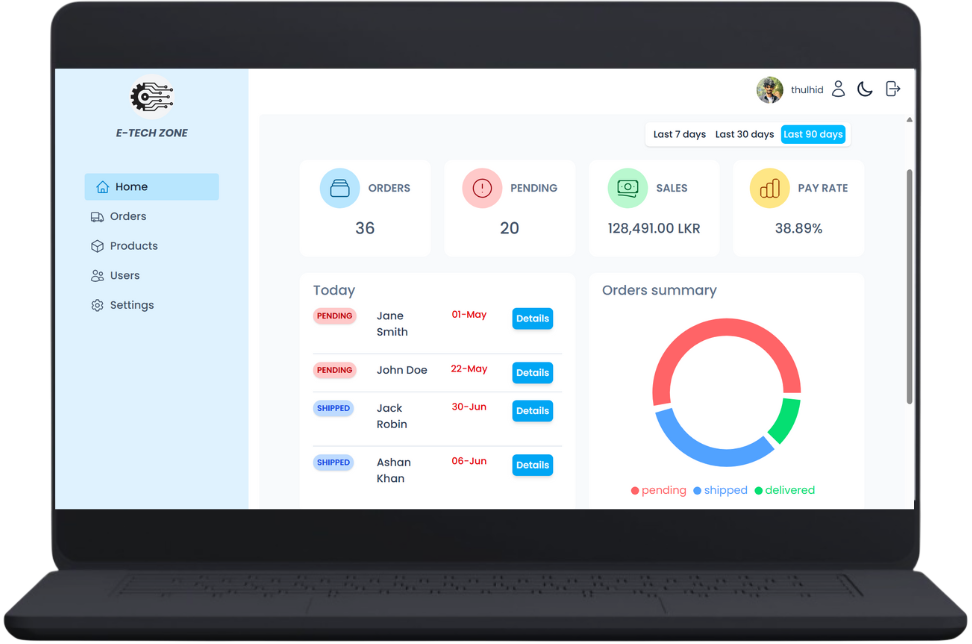 E-TECH ZONE
Home
Orders
Products
Users
Settings
thulhid
Last 7 days Last 30 days Last 90 days
ORDERS
36
PENDING
20
SALES
128,491.00 LKR
PAY RATE
38.89%
Today
PENDING Jane Smith 01-May Details
PENDING John Doe 22-May Details
SHIPPED Jack Robin 30-Jun Details
SHIPPED Ashan Khan 06-Jun Details
Orders summary
pending shipped delivered